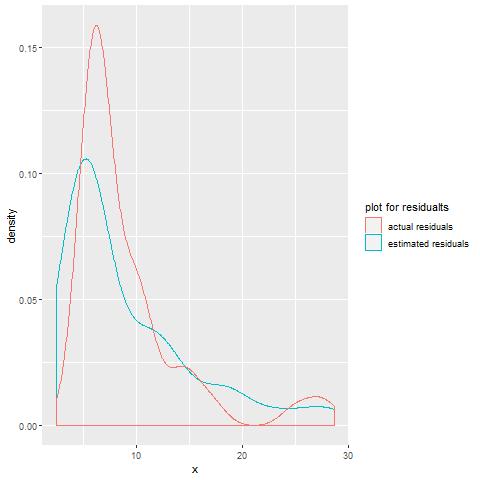 0.15
0.10
0.05
0.00
density
10
20
30
x
plot for residualts
actual residuals
estimated residuals